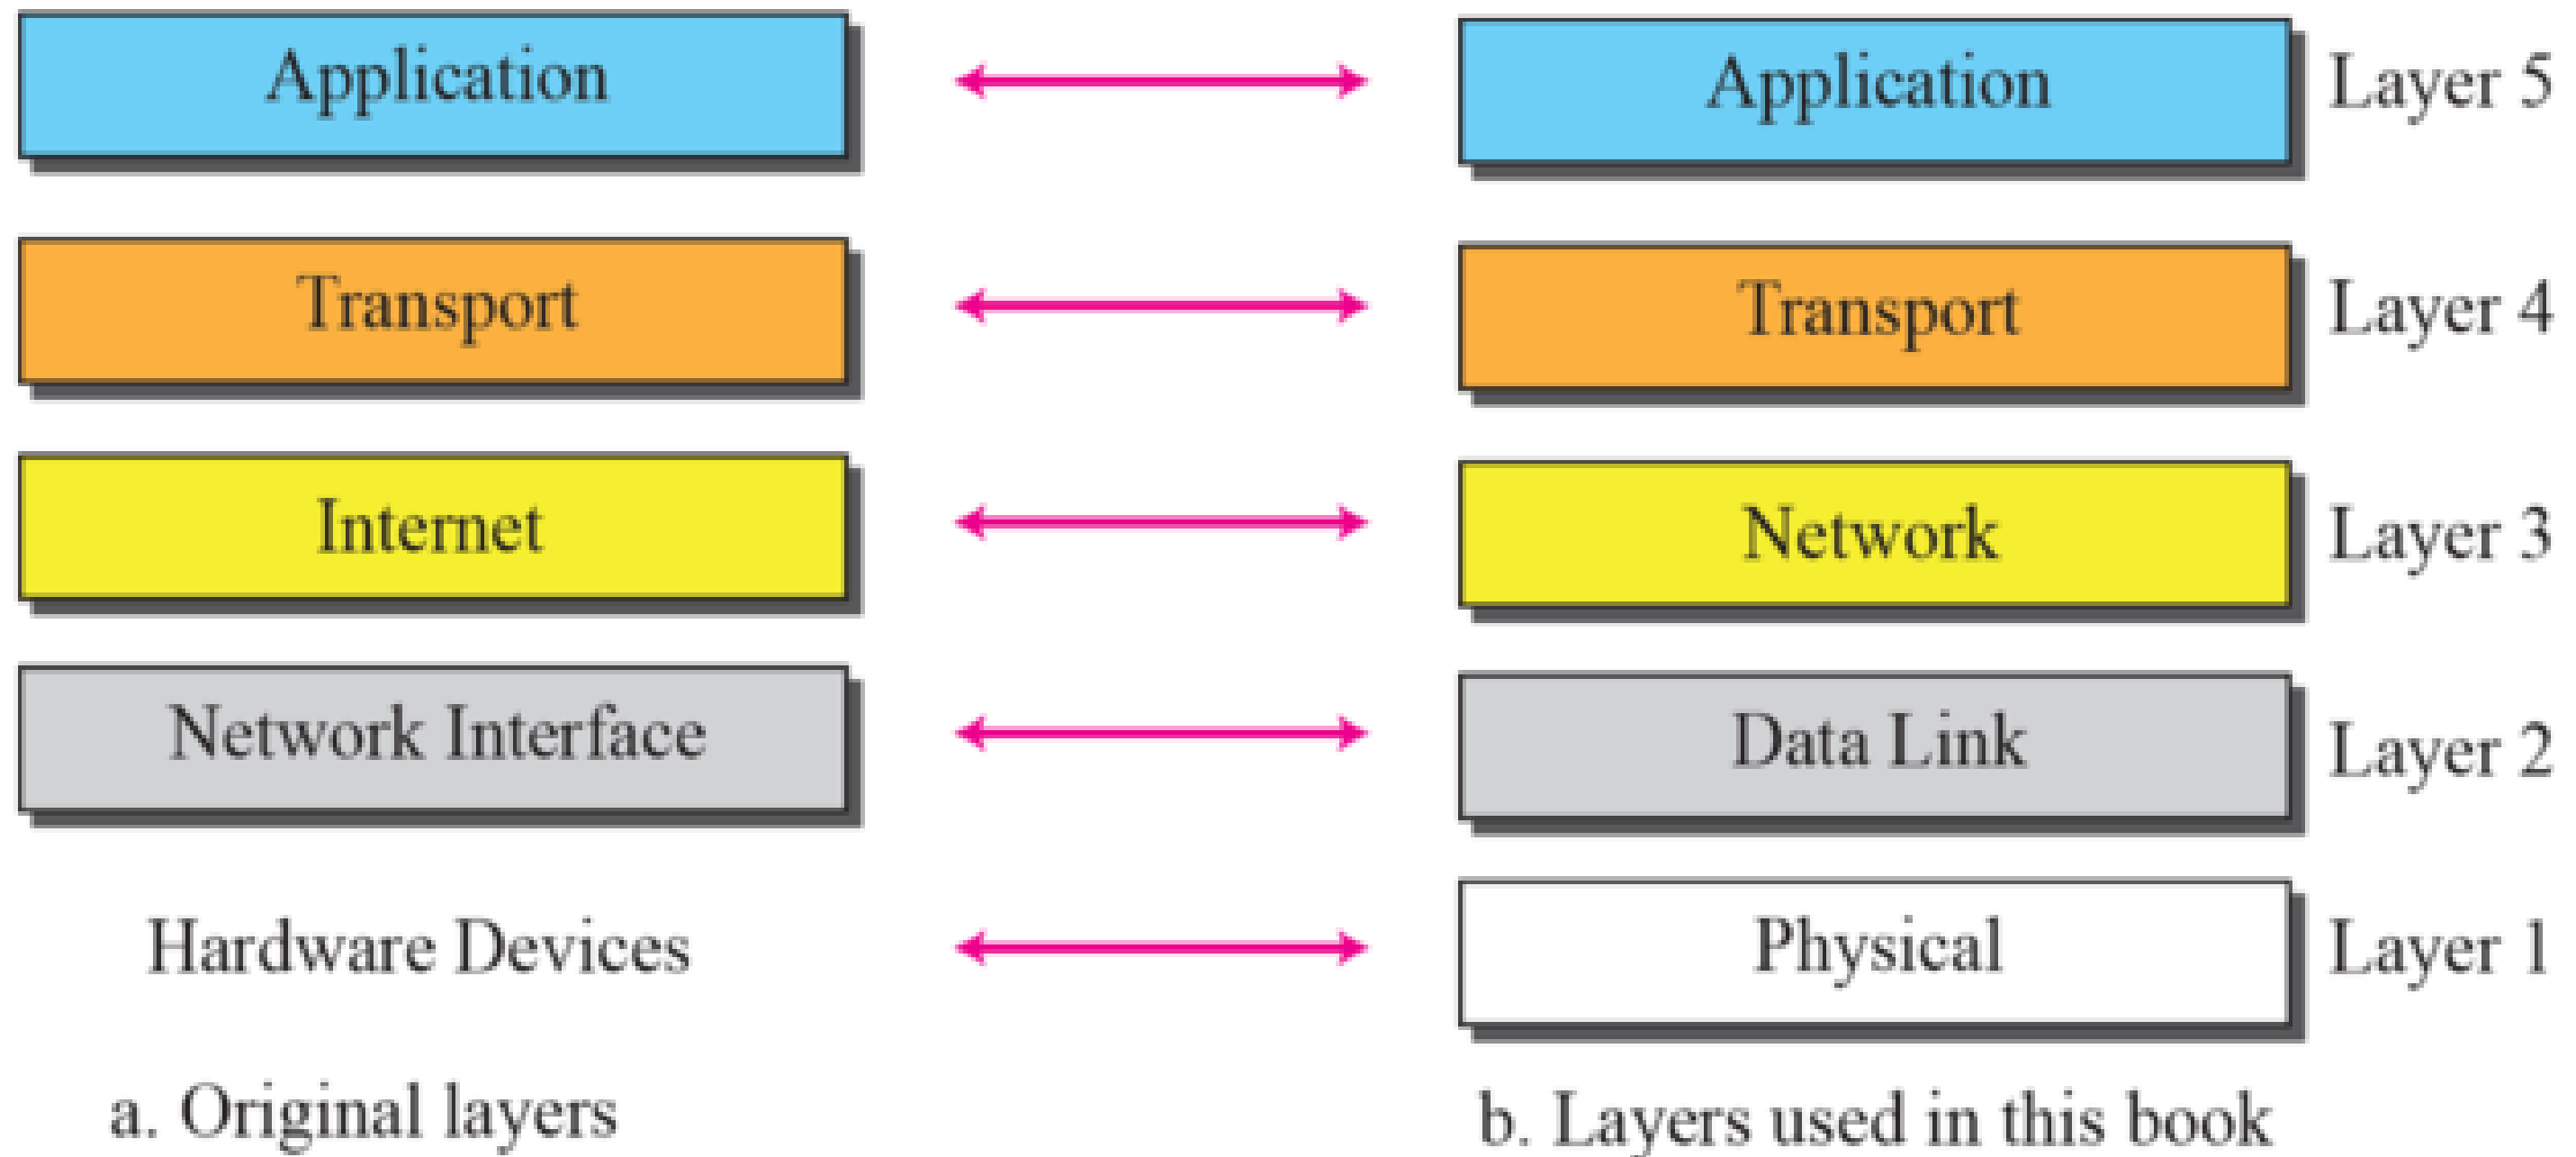 Application
Application
Layer 5
Transport
Transport
Layer 4
Internet
Network
Layer 3
Network Interface
Data Link
Layer 2
Hardware Devices
Physical
Layer 1
a. Original layers
b. Layers used in this book